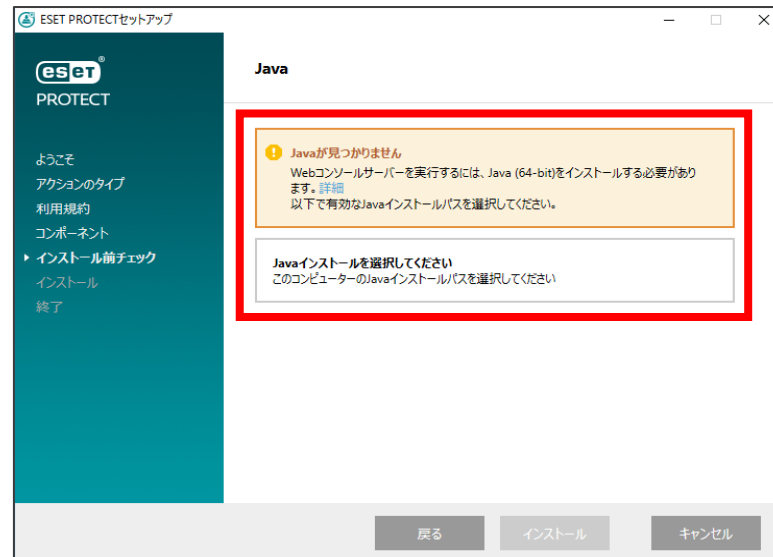 ESET PROTECTセットアップ
eseT®
PROTECT
Java
ようこそ
アクションのタイプ
利用規約
コンポーネント
インストール前チェック
インストール
終了
Javaが見つかりません
Webコンソールサーバーを実行するには、Java (64-bit)をインストールする必要があり
ます。詳細
以下で有効なJavaインストールパスを選択してください。
Javaインストールを選択してください
このコンピューターのJavaインストールパスを選択してください
戻る
インストール
キャンセル